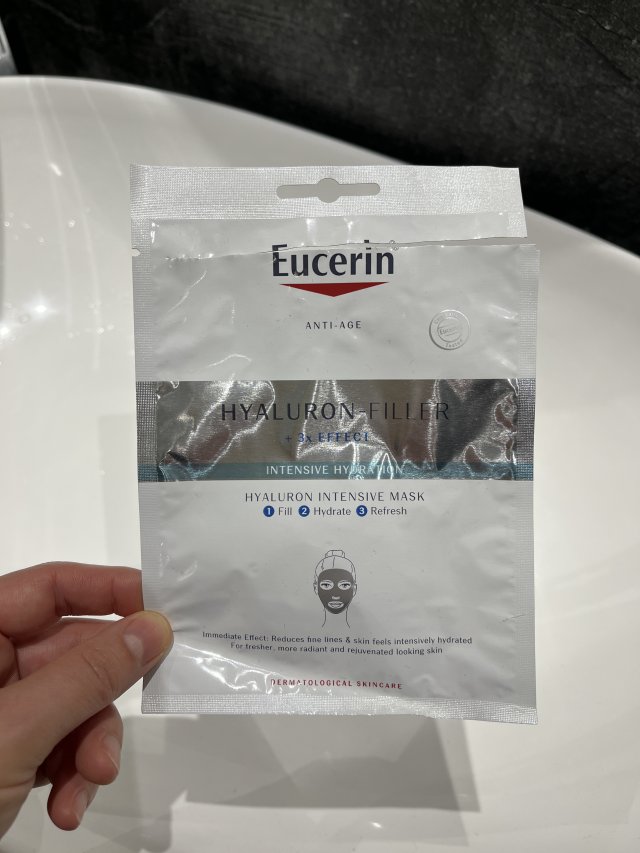 Eucerin
ANTI-AGE
Eucerin
HYALURON-FILLER
+ 3x EFFECT
INTENSIVE HYDRATION
HYALURON INTENSIVE MASK
1 Fill 2 Hydrate 3 Refresh
Immediate Effect: Reduces fine lines & skin feels intensively hydrated
For fresher, more radiant and rejuvenated looking skin
DERMATOLOGICAL SKINCARE